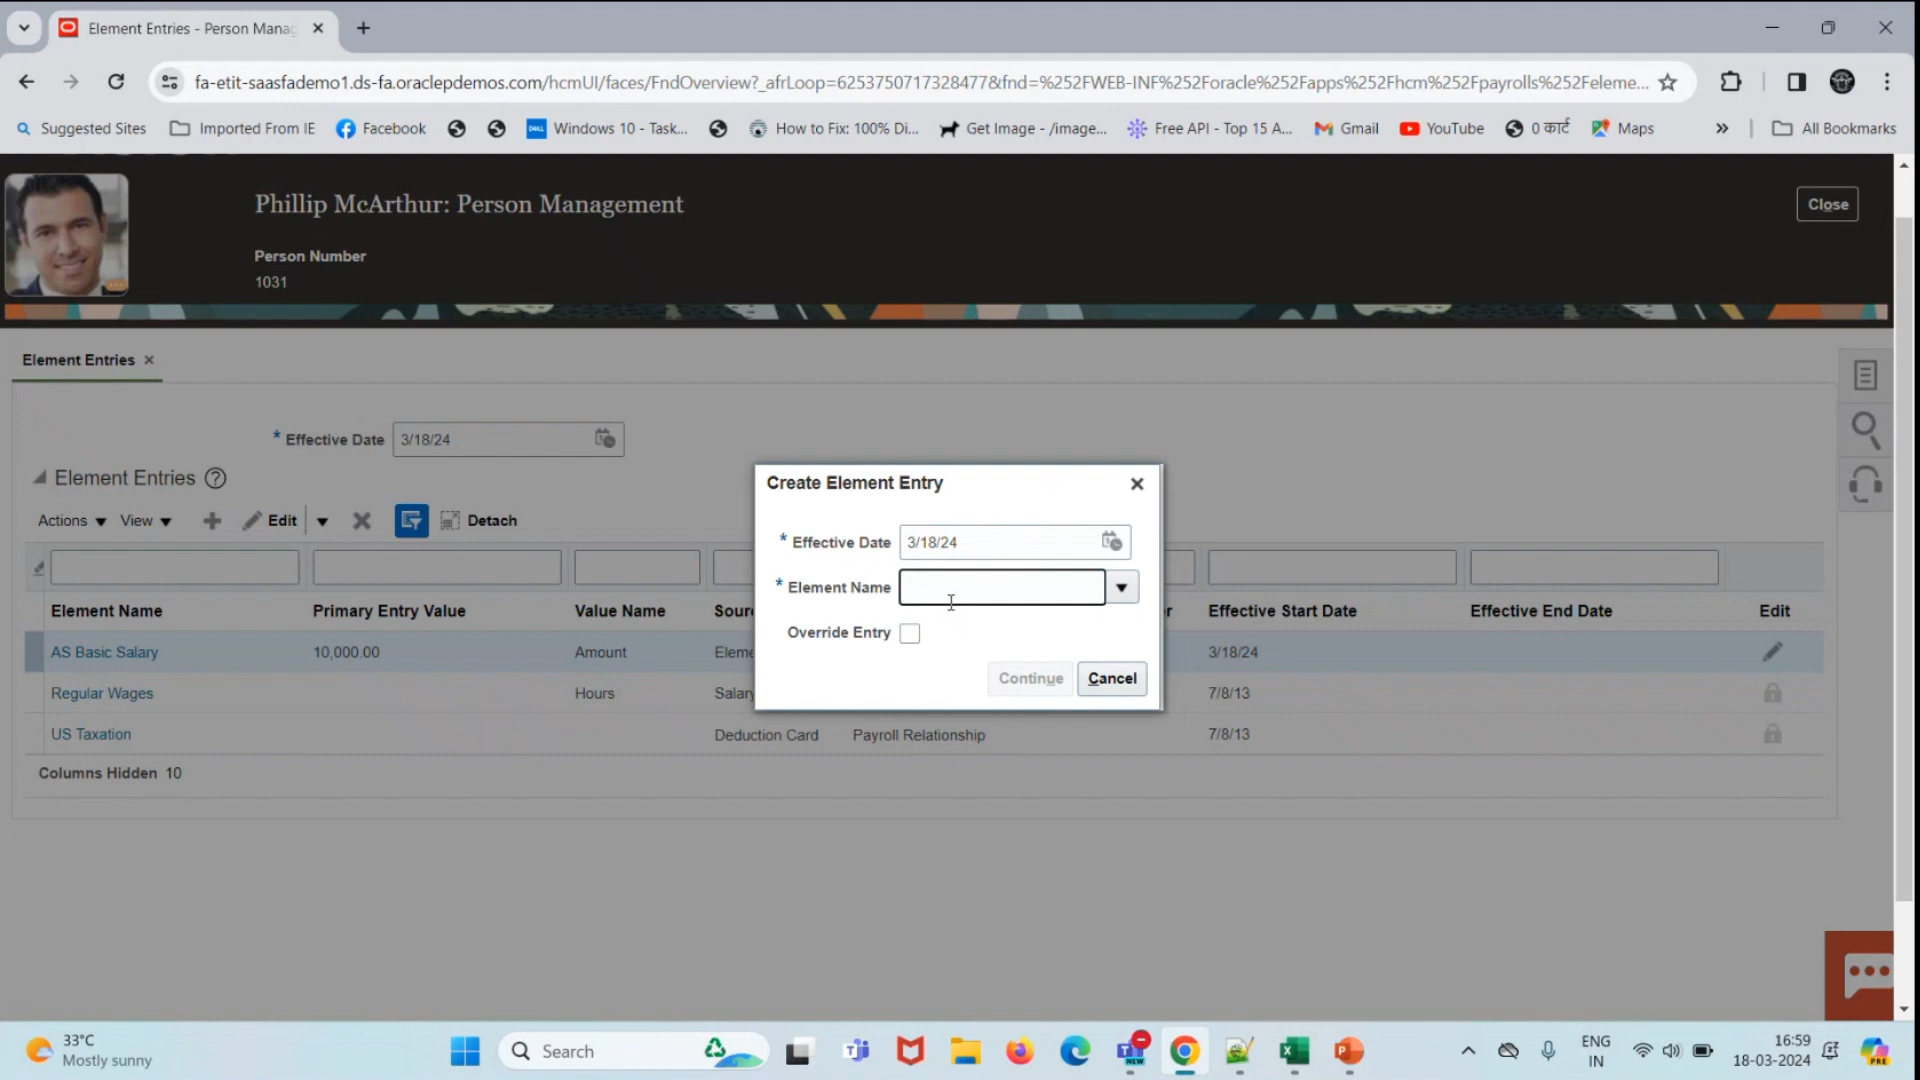 Element Entries - Person Manag
fa-etit-saasfademo1.ds-fa.oraclepdemos.com/hcmUI/faces/FndOverview?_afrLoop=62537507173284778&fnd=%252FWEB-INF%252Foracle%252Fapps%252Fhcm%252Fpayrolls%252Feleme...
Suggested Sites Imported From IE Facebook Windows 10 - Task... How to Fix: 100% Di... Get Image - /image... Free API - Top 15 A... Gmail YouTube 0 कार्ट Maps » All Bookmarks
Phillip McArthur: Person Management
Close
Person Number
1031
Element Entries
* Effective Date 3/18/24
Element Entries
Create Element Entry
Actions View Edit Detach
* Effective Date 3/18/24
* Element Name
Element Name Primary Entry Value Value Name Sour r Effective Start Date Effective End Date Edit
Override Entry
AS Basic Salary 10,000.00 Amount Eleme 3/18/24
Continue Cancel
Regular Wages Hours Salar 7/8/13
US Taxation Deduction Card Payroll Relationship 7/8/13
Columns Hidden 10
33°C
Mostly sunny
Search
NEW
ENG
IN
16:59
18-03-2024
PRE